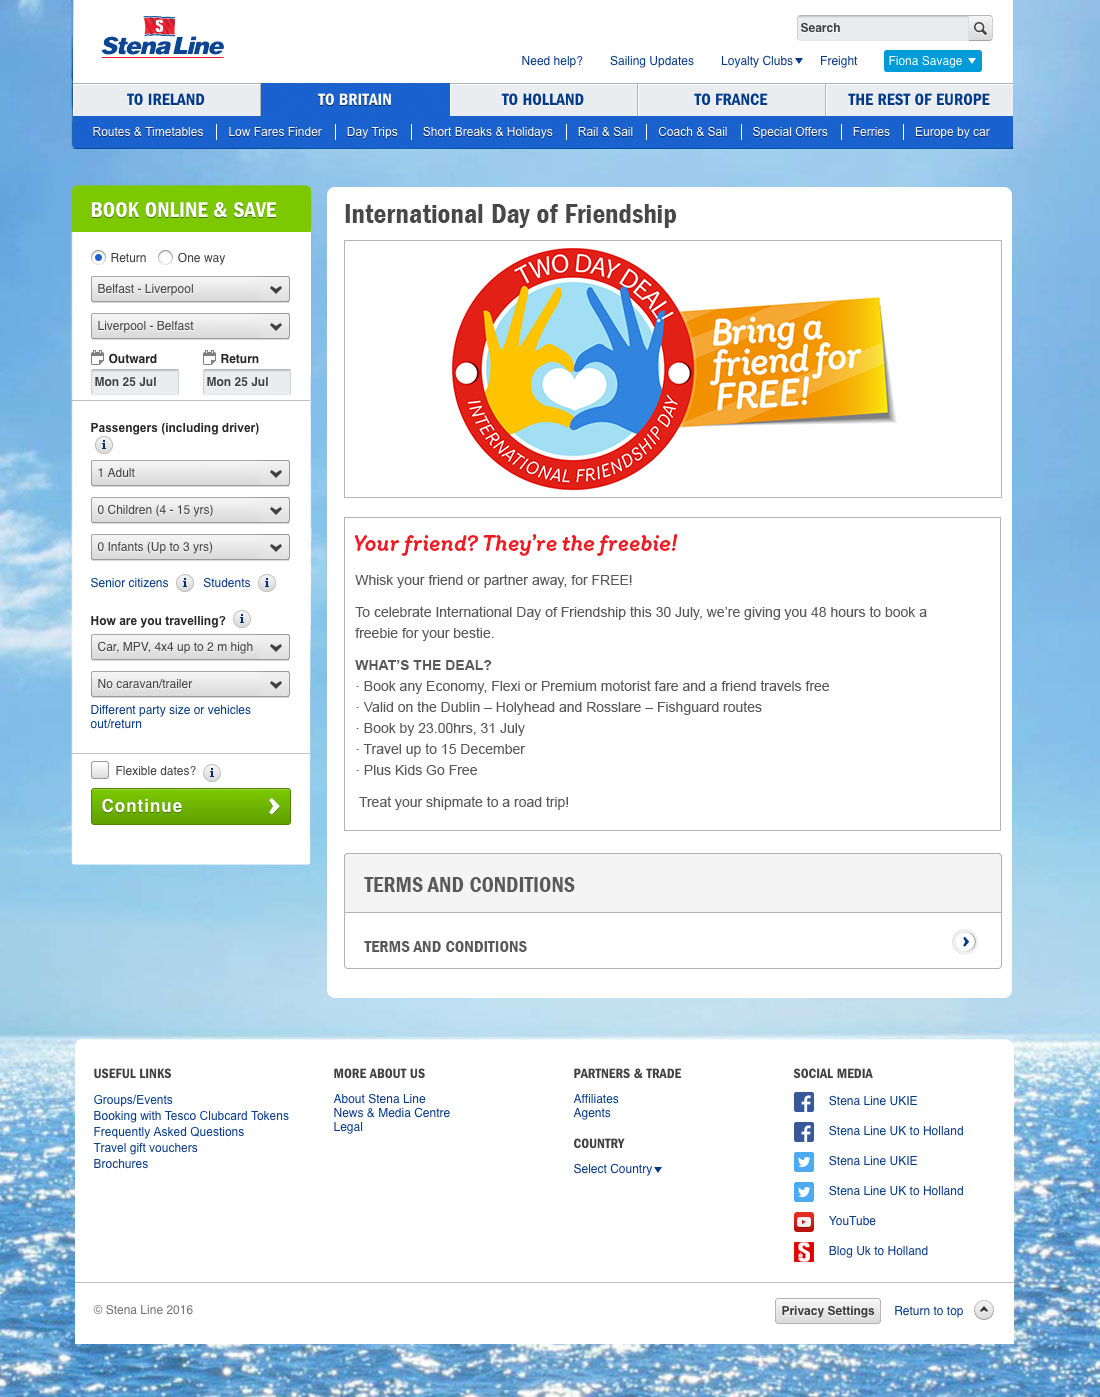 S
Stena Line
Search
Need help?
Sailing Updates
Loyalty Clubs
Freight
Fiona Savage
TO IRELAND
TO BRITAIN
TO HOLLAND
TO FRANCE
THE REST OF EUROPE
Routes & Timetables
Low Fares Finder
Day Trips
Short Breaks & Holidays
Rail & Sail
Coach & Sail
Special Offers
Ferries
Europe by car
BOOK ONLINE & SAVE
Return
One way
Belfast - Liverpool
Liverpool - Belfast
Outward
Return
Mon 25 Jul
Mon 25 Jul
Passengers (including driver)
i
1 Adult
0 Children (4 - 15 yrs)
0 Infants (Up to 3 yrs)
Senior citizens i
Students i
How are you travelling? i
Car, MPV, 4x4 up to 2 m high
No caravan/trailer
Different party size or vehicles
out/return
Flexible dates? i
Continue
International Day of Friendship
TWO DAY DEAL!
INTERNATIONAL FRIENDSHIP DAY
Bring a
friend for
FREE!
Your friend? They're the freebie!
Whisk your friend or partner away, for FREE!
To celebrate International Day of Friendship this 30 July, we're giving you 48 hours to book a
freebie for your bestie.
WHAT'S THE DEAL?
· Book any Economy, Flexi or Premium motorist fare and a friend travels free
· Valid on the Dublin – Holyhead and Rosslare – Fishguard routes
· Book by 23.00hrs, 31 July
· Travel up to 15 December
· Plus Kids Go Free
Treat your shipmate to a road trip!
TERMS AND CONDITIONS
TERMS AND CONDITIONS
USEFUL LINKS
Groups/Events
Booking with Tesco Clubcard Tokens
Frequently Asked Questions
Travel gift vouchers
Brochures
MORE ABOUT US
About Stena Line
News & Media Centre
Legal
PARTNERS & TRADE
Affiliates
Agents
COUNTRY
Select Country
SOCIAL MEDIA
Stena Line UKIE
Stena Line UK to Holland
Stena Line UKIE
Stena Line UK to Holland
YouTube
S
Blog Uk to Holland
© Stena Line 2016
Privacy Settings
Return to top